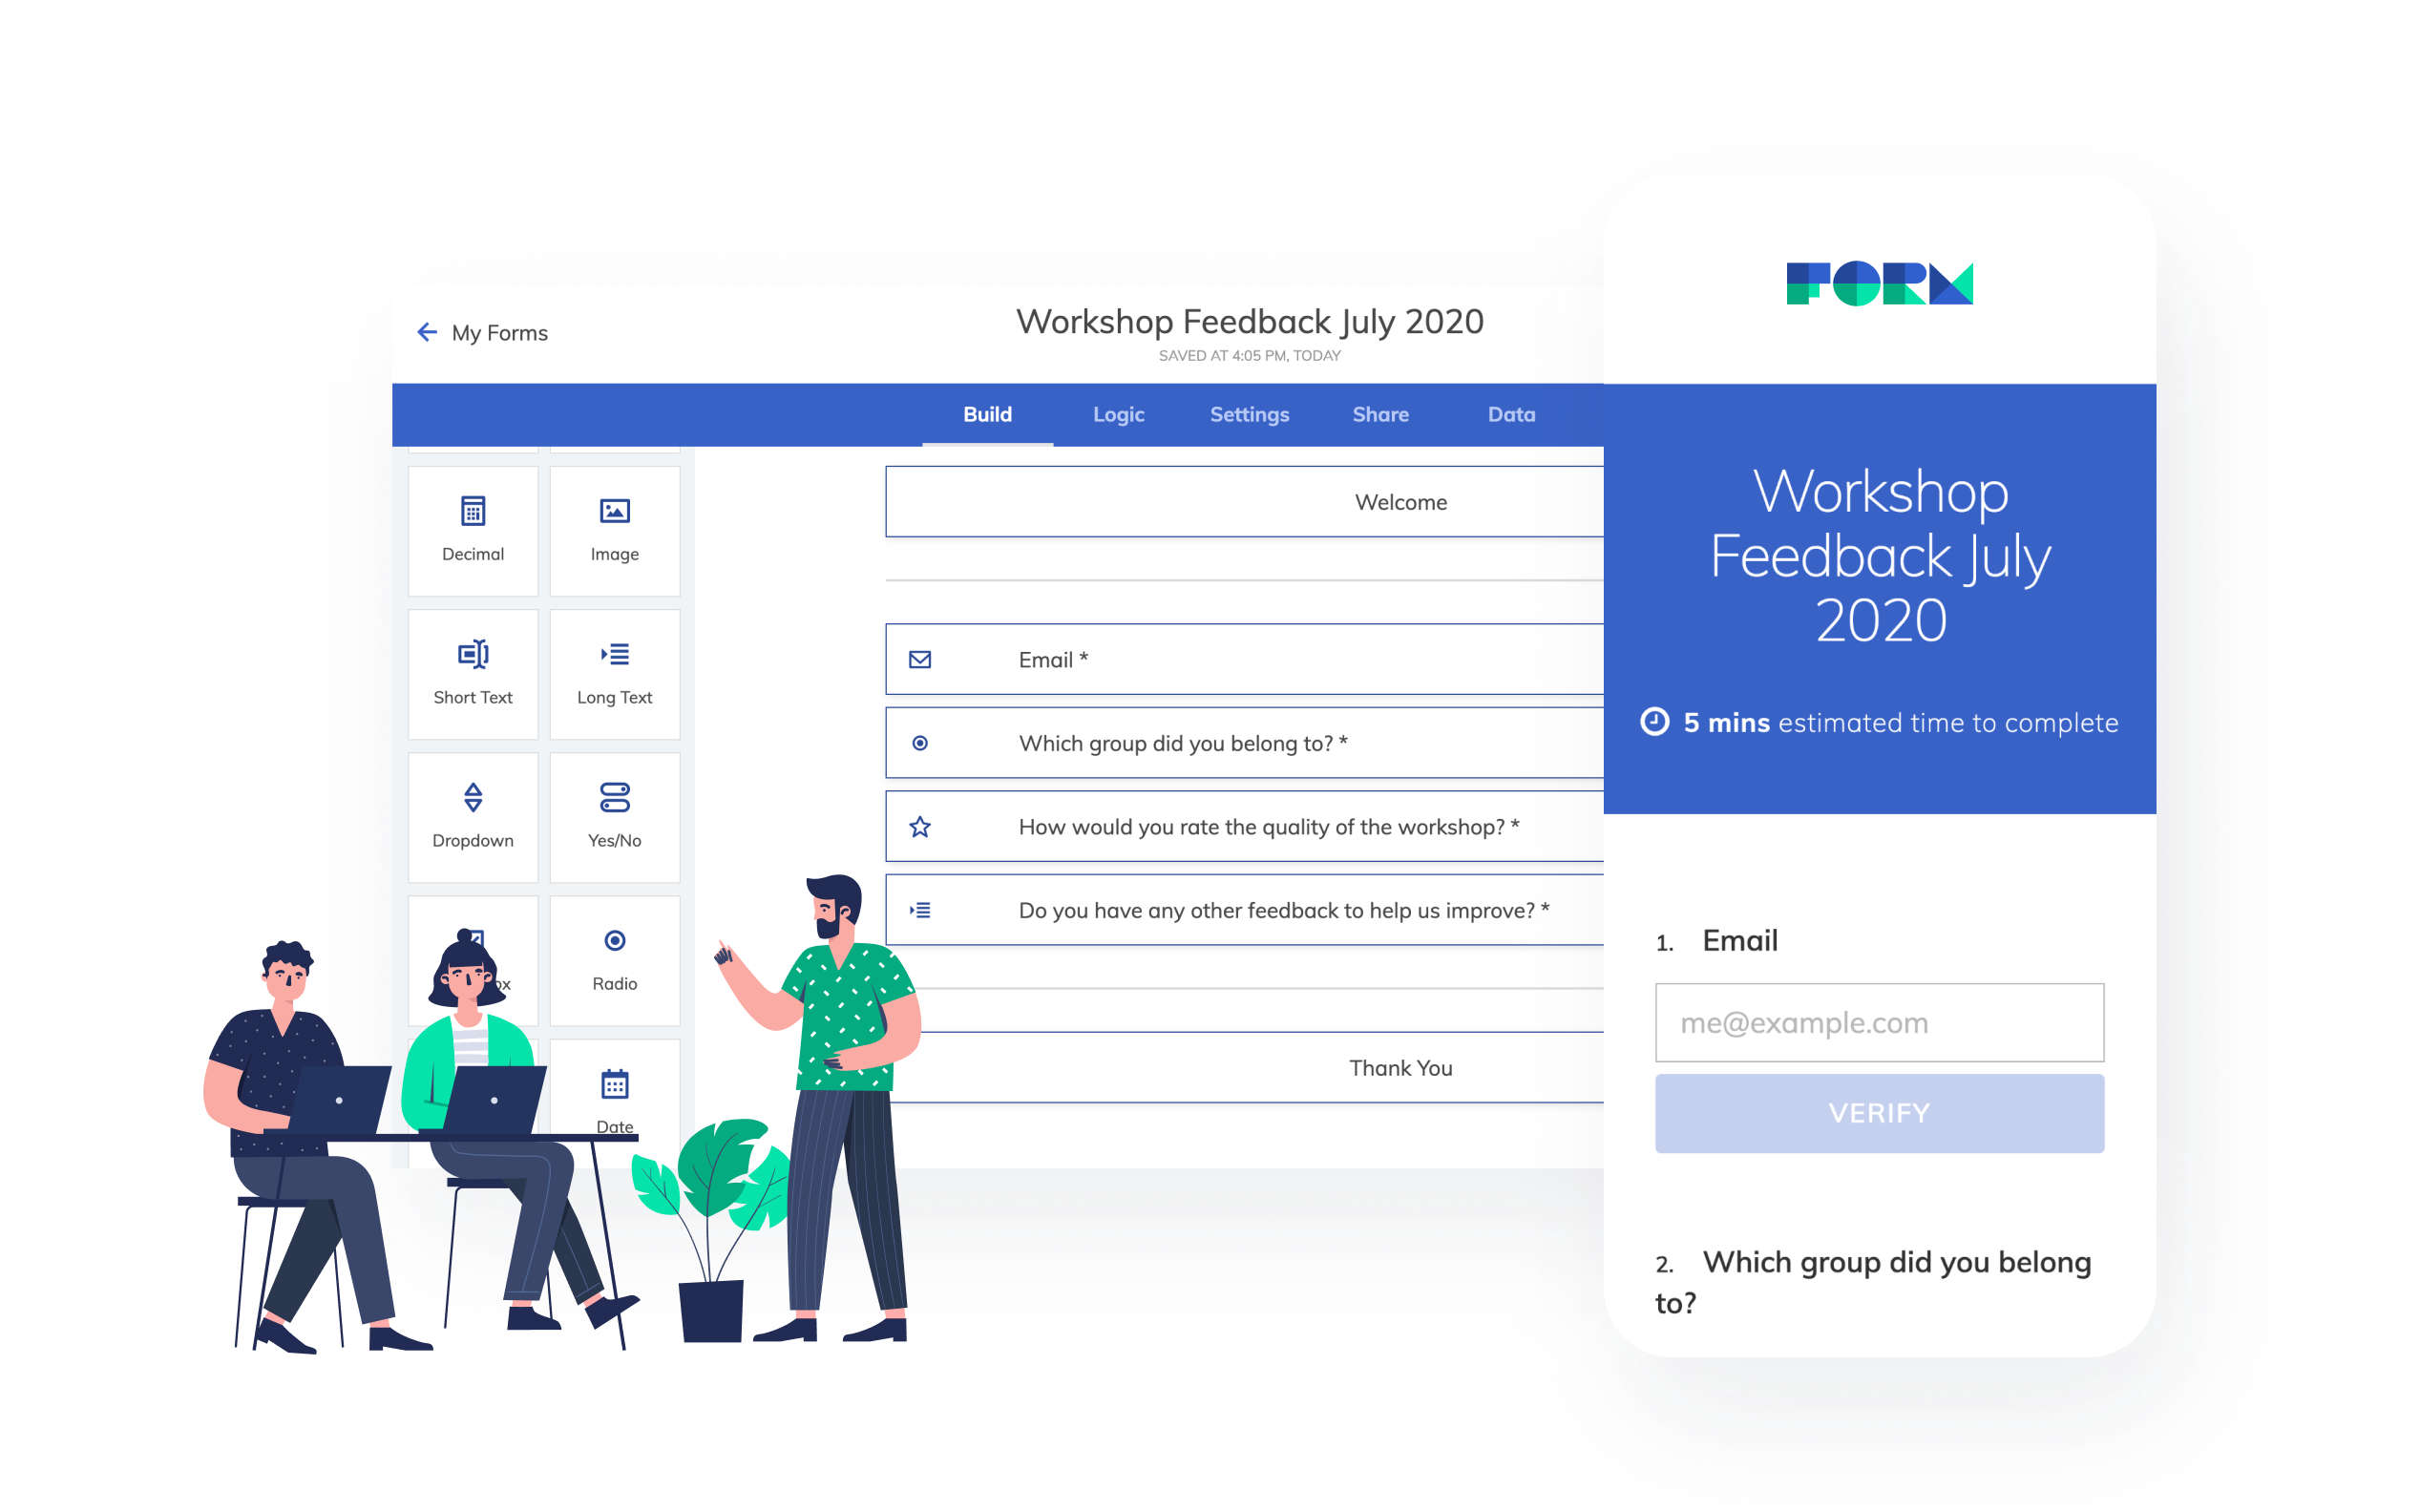 My Forms
Workshop Feedback July 2020
SAVED AT 4:05 PM, TODAY
Build
Logic
Settings
Share
Data
Decimal
Image
Short Text
Long Text
Dropdown
Yes/No
Radio
Date
Welcome
Email *
Which group did you belong to? *
How would you rate the quality of the workshop? *
Do you have any other feedback to help us improve? *
Thank You
FORM
Workshop
Feedback July
2020
5 mins estimated time to complete
1. Email
me@example.com
VERIFY
2. Which group did you belong
to?